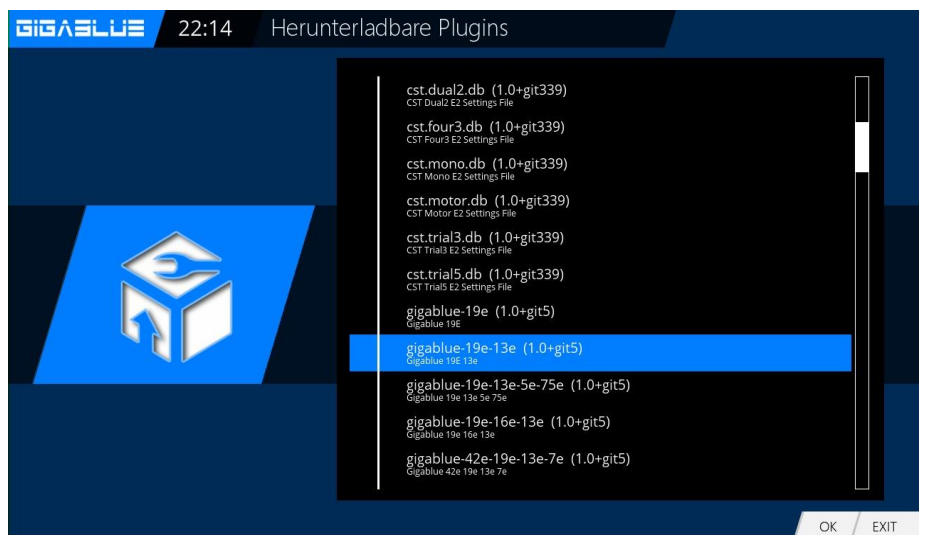 GIGABLUE 22:14 Herunterladbare Plugins
cst.dual2.db (1.0+git339)
CST Dual2 E2 Settings File
cst.four3.db (1.0+git339)
CST Four3 E2 Settings File
cst.mono.db (1.0+git339)
CST Mono E2 Settings File
cst.motor.db (1.0+git339)
CST Motor E2 Settings File
cst.trial3.db (1.0+git339)
CST Trial3 E2 Settings File
cst.trial5.db (1.0+git339)
CST Trial5 E2 Settings File
gigablue-19e (1.0+git5)
Gigablue 19E
gigablue-19e-13e (1.0+git5)
Gigablue 19E 13e
gigablue-19e-13e-5e-75e (1.0+git5)
Gigablue 19e 13e 5e 75e
gigablue-19e-16e-13e (1.0+git5)
Gigablue 19e 16e 13e
gigablue-42e-19e-13e-7e (1.0+git5)
Gigablue 42e 19e 13e 7e
OK EXIT